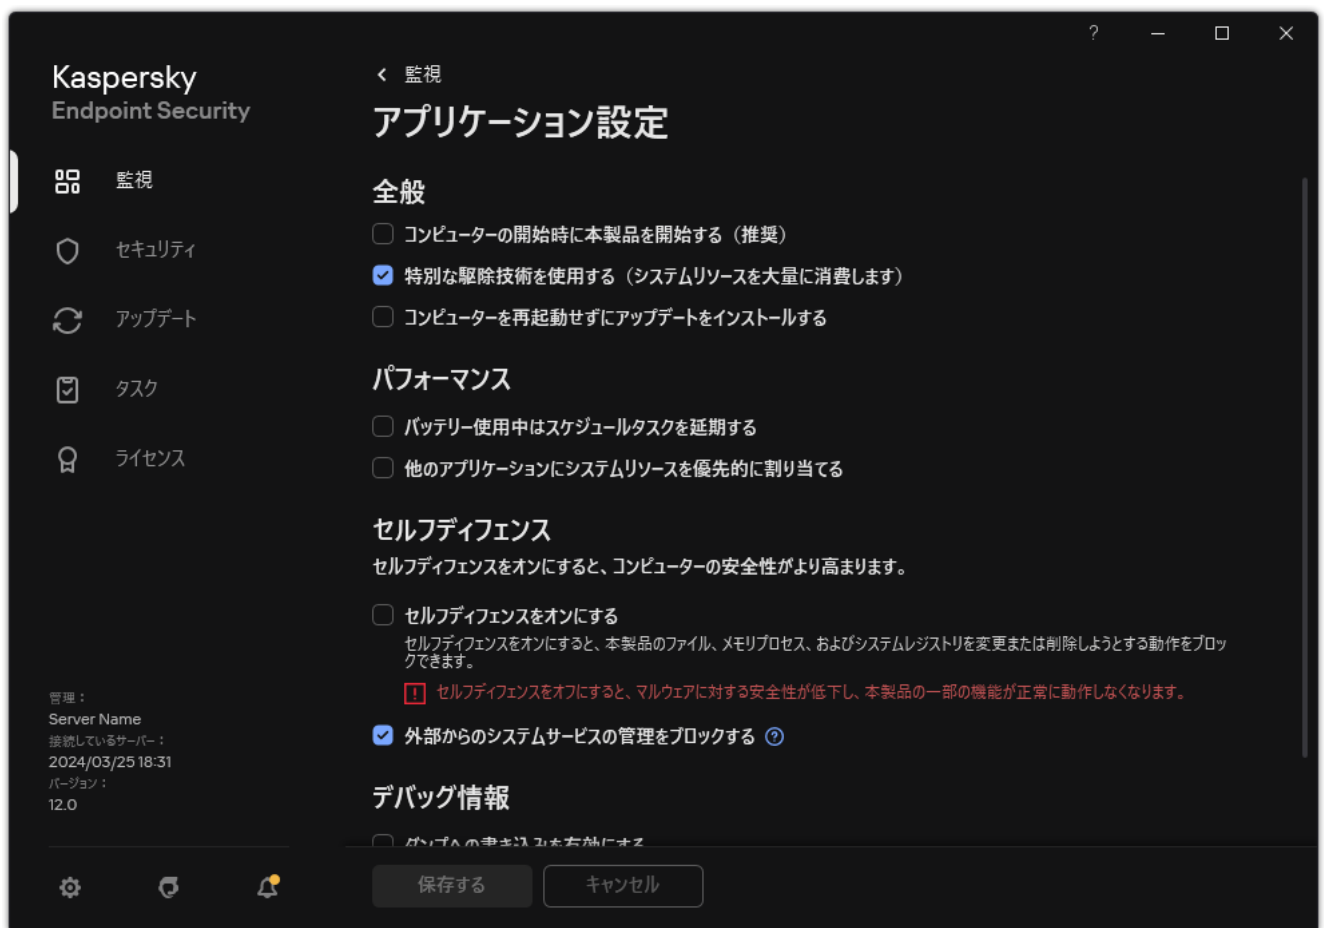 Kaspersky
Endpoint Security
監視
セキュリティ
アップデート
タスク
ライセンス
管理：
Server Name
接続しているサーバー：
2024/03/25 18:31
バージョン：
12.0
監視
アプリケーション設定
全般
コンピューターの開始時に本製品を開始する（推奨）
特別な駆除技術を使用する（システムリソースを大量に消費します）
コンピューターを再起動せずにアップデートをインストールする
パフォーマンス
バッテリー使用中はスケジュールタスクを延期する
他のアプリケーションにシステムリソースを優先的に割り当てる
セルフディフェンス
セルフディフェンスをオンにすると、コンピューターの安全性がより高まります。
セルフディフェンスをオンにする
セルフディフェンスをオンにすると、本製品のファイル、メモリプロセス、およびシステムレジストリを変更または削除しようとする動作をブロッ
クできます。
セルフディフェンスをオフにすると、マルウェアに対する安全性が低下し、本製品の一部の機能が正常に動作しなくなります。
外部からのシステムサービスの管理をブロックする
デバッグ情報
ダンプへの書き込みを有効にする
保存する
キャンセル